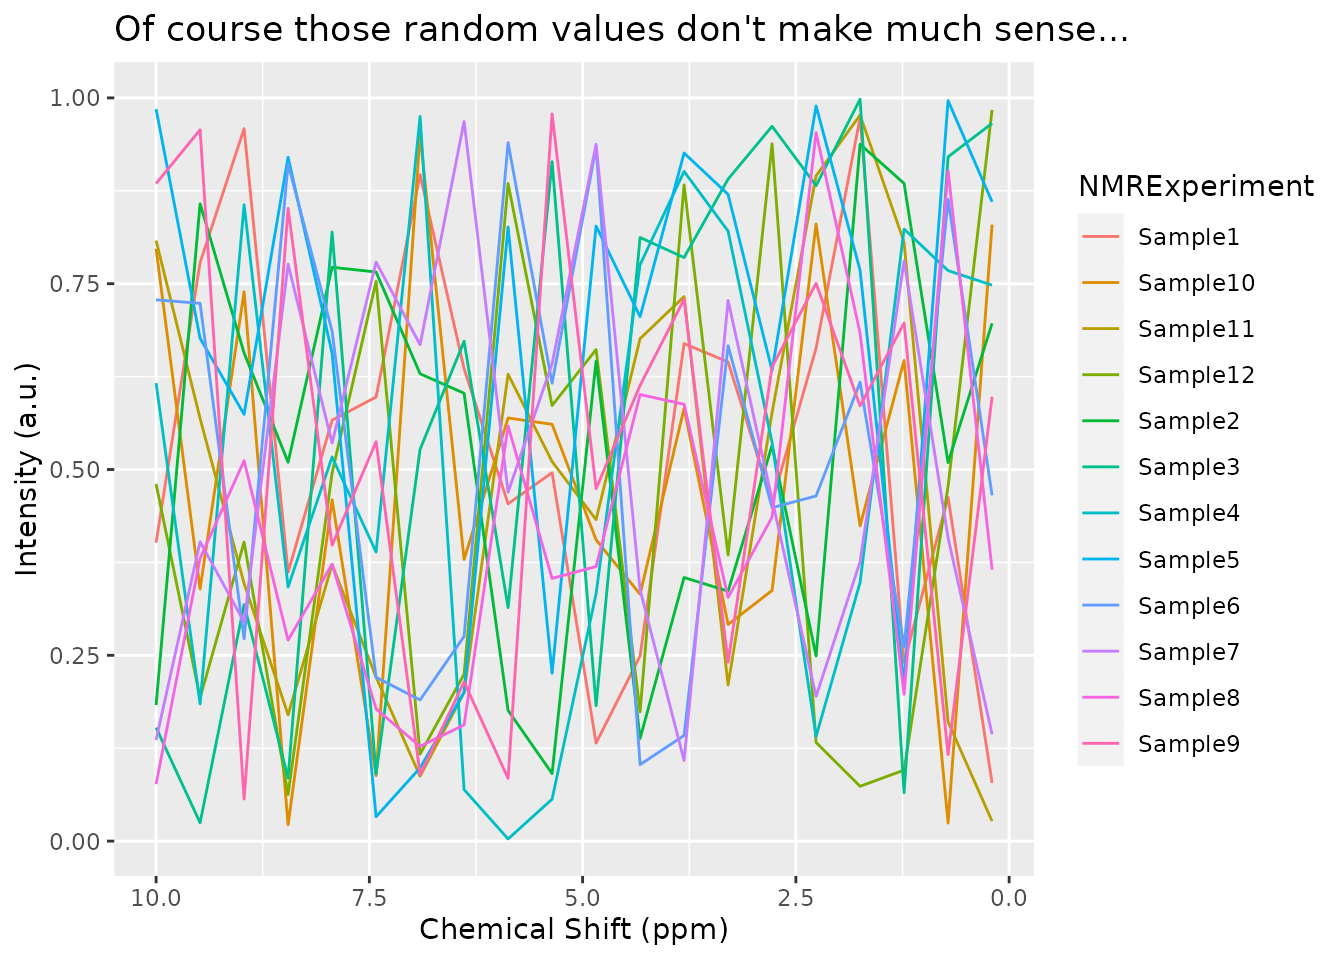 Of course those random values don't make much sense...
1.00
0.75
0.50
0.25
0.00
Intensity (a.u.)
10.0 7.5 5.0 2.5 0.0
Chemical Shift (ppm)
NMRExperiment
Sample1
Sample10
Sample11
Sample12
Sample2
Sample3
Sample4
Sample5
Sample6
Sample7
Sample8
Sample9